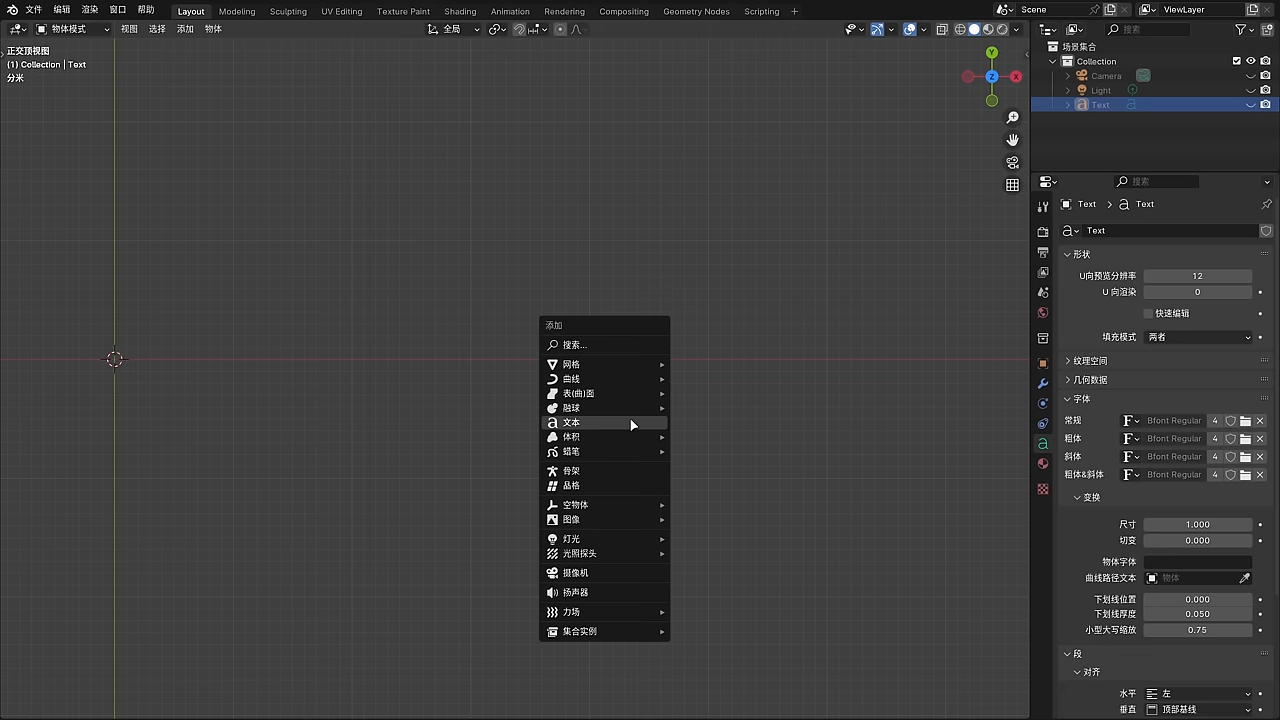 文件 编辑 渲染 窗口 帮助 Layout Modeling Sculpting UV Editing Texture Paint Shading Animation Rendering Compositing Geometry Nodes Scripting + Scene ViewLayer
物体模式 视图 选择 添加 物体 全局 搜索
正交顶视图
(1) Collection | Text
分米
Y
Z
X
添加
搜索...
网格
曲线
表(曲)面
融球
文本
体积
蜡笔
骨架
晶格
空物体
图像
灯光
光照探头
摄像机
扬声器
力场
集合实例
场景集合
Collection
Camera
Light
Text
搜索
Text > Text
Text
形状
U向预览分辨率 12
U 向渲染 0
快速编辑
填充模式 两者
纹理空间
几何数据
字体
常规 Bfont Regular 4
粗体 Bfont Regular 4
斜体 Bfont Regular 4
粗体&斜体 Bfont Regular 4
变换
尺寸 1.000
切变 0.000
物体字体
曲线路径文本 物体
下划线位置 0.000
下划线厚度 0.050
小型大写缩放 0.75
段
对齐
水平 左
垂直 顶部基线